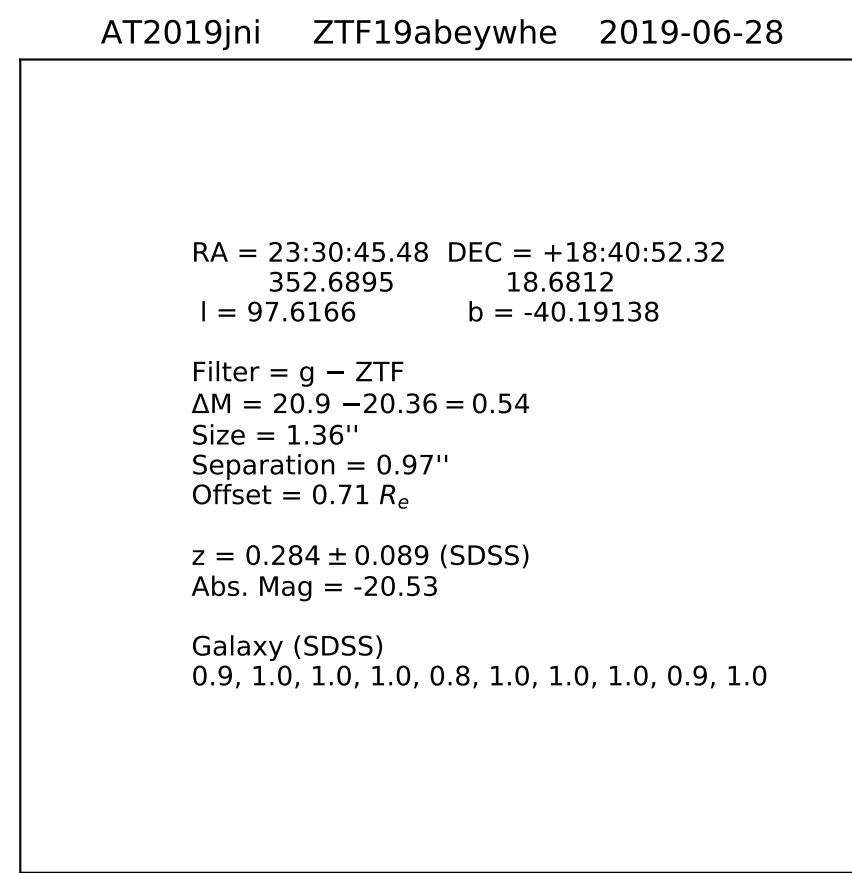 AT2019jni ZTF19abeywhe 2019-06-28
RA = 23:30:45.48 DEC = +18:40:52.32
352.6895 18.6812
l = 97.6166 b = -40.19138
Filter = g − ZTF
ΔM = 20.9 −20.36 = 0.54
Size = 1.36''
Separation = 0.97''
Offset = 0.71 Re
z = 0.284 ± 0.089 (SDSS)
Abs. Mag = -20.53
Galaxy (SDSS)
0.9, 1.0, 1.0, 1.0, 0.8, 1.0, 1.0, 1.0, 0.9, 1.0